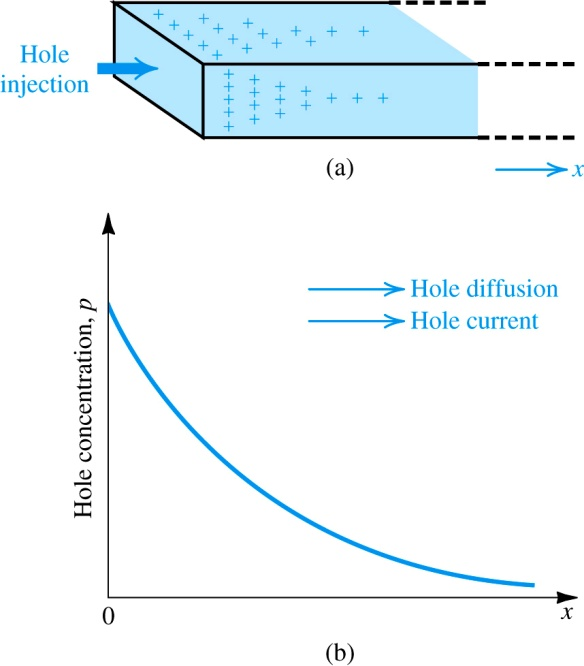 Hole
injection
(a)
x
Hole concentration, p
Hole diffusion
Hole current
0
x
(b)